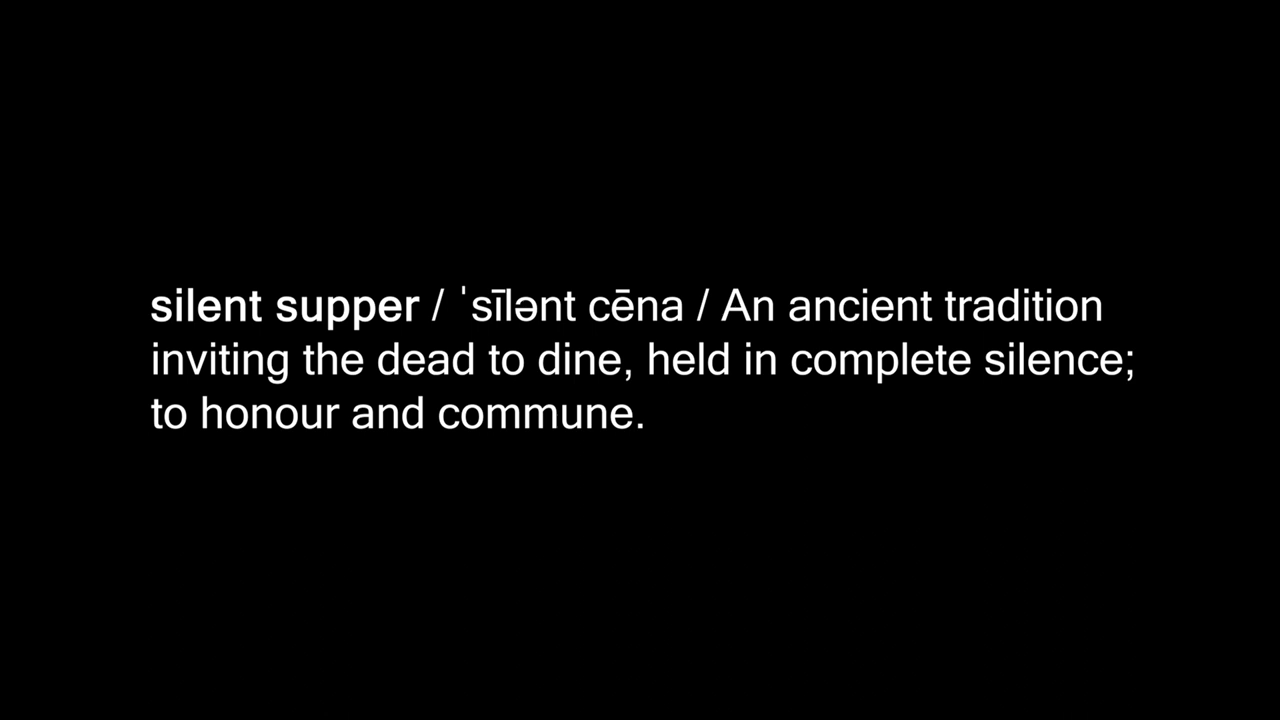 silent supper / ˈsīlənt cēna / An ancient tradition
inviting the dead to dine, held in complete silence;
to honour and commune.